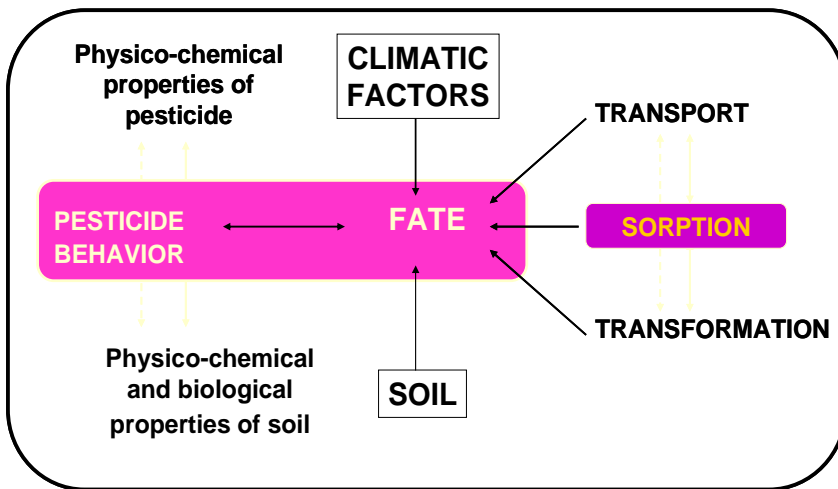 Physico-chemical
properties of
pesticide
CLIMATIC
FACTORS
TRANSPORT
PESTICIDE
BEHAVIOR
FATE
SORPTION
TRANSFORMATION
Physico-chemical
and biological
properties of soil
SOIL